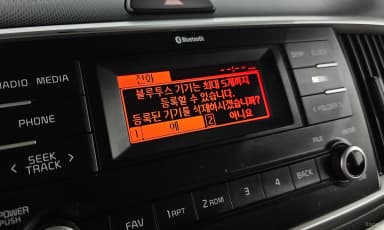 Bluetooth
전화
블루투스 기기는 최대 5개까지
등록할 수 있습니다.
등록된 기기를 삭제하시겠습니까?
1 예 2 아니요
RADIO MEDIA
PHONE
SEEK
TRACK
FOLDER
FILE
POWER
PUSH
FAV
1 RPT
2 RDM
3
4
BACK